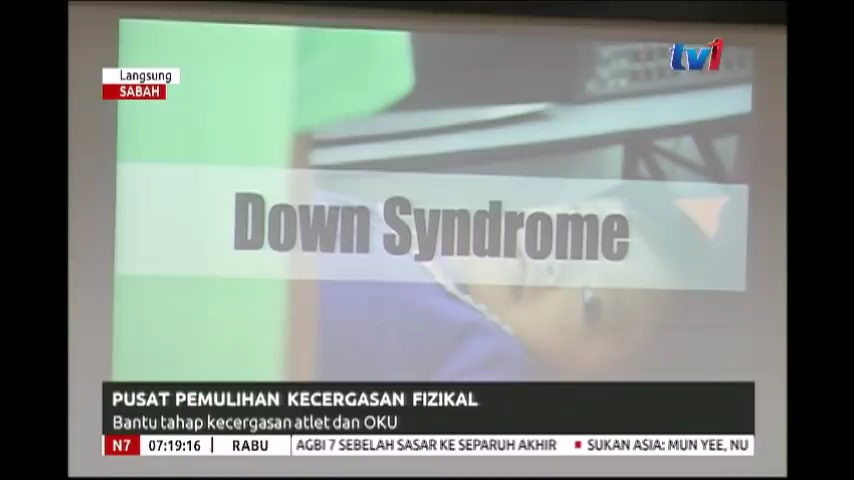 tv1
Langsung
SABAH
Down Syndrome
PUSAT PEMULIHAN KECERGASAN FIZIKAL
Bantu tahap kecergasan atlet dan OKU
N7 07:19:16 RABU AGBI 7 SEBELAH SASAR KE SEPARUH AKHIR ▪ SUKAN ASIA: MUN YEE, NU